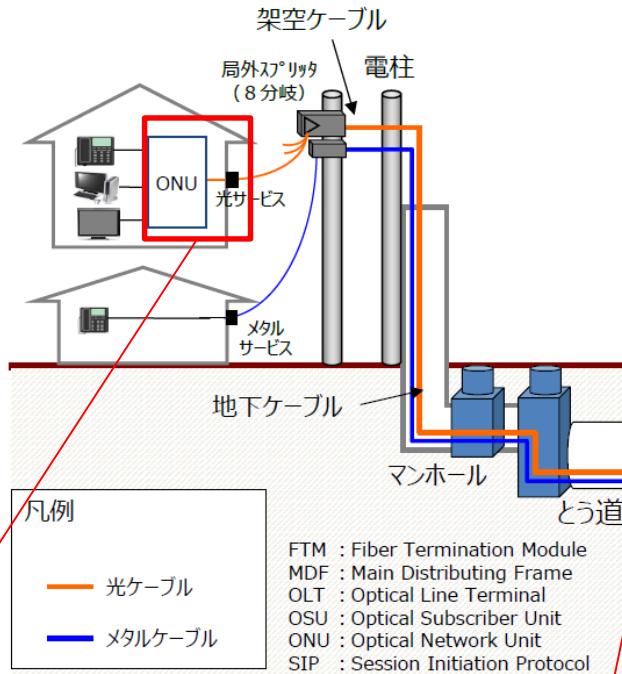 架空ケーブル
局外スプリッタ
(8分岐)
電柱
ONU
光サービス
メタル
サービス
地下ケーブル
マンホール
とう道
凡例
光ケーブル
メタルケーブル
FTM : Fiber Termination Module
MDF : Main Distributing Frame
OLT : Optical Line Terminal
OSU : Optical Subscriber Unit
ONU : Optical Network Unit
SIP : Session Initiation Protocol